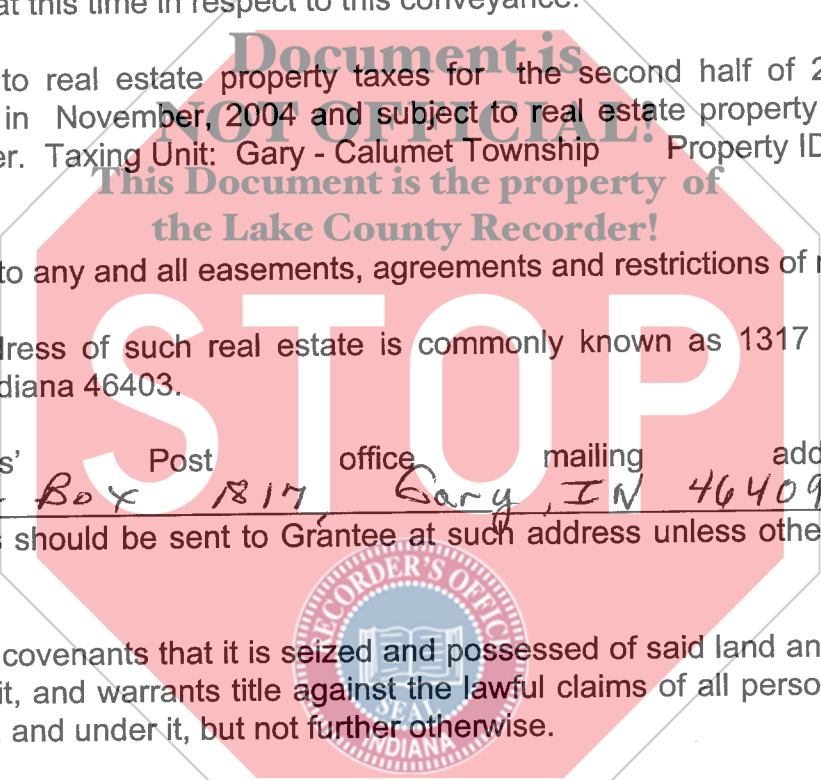 at this time in respect to this conveyance.
Document is
to real estate property taxes for the second half of 2
NOT OFFICIAL!
in November, 2004 and subject to real estate property
er. Taxing Unit: Gary - Calumet Township Property ID
This Document is the property of
the Lake County Recorder!
to any and all easements, agreements and restrictions of r
STOP
dress of such real estate is commonly known as 1317
diana 46403.
s' Post office mailing add
Box 1817, Gary, IN 46409
s should be sent to Grantee at such address unless othe
RECORDER'S OFFICE
covenants that it is seized and possessed of said land an
it, and warrants title against the lawful claims of all perso
SEAL
and under it, but not further otherwise.
INDIANA